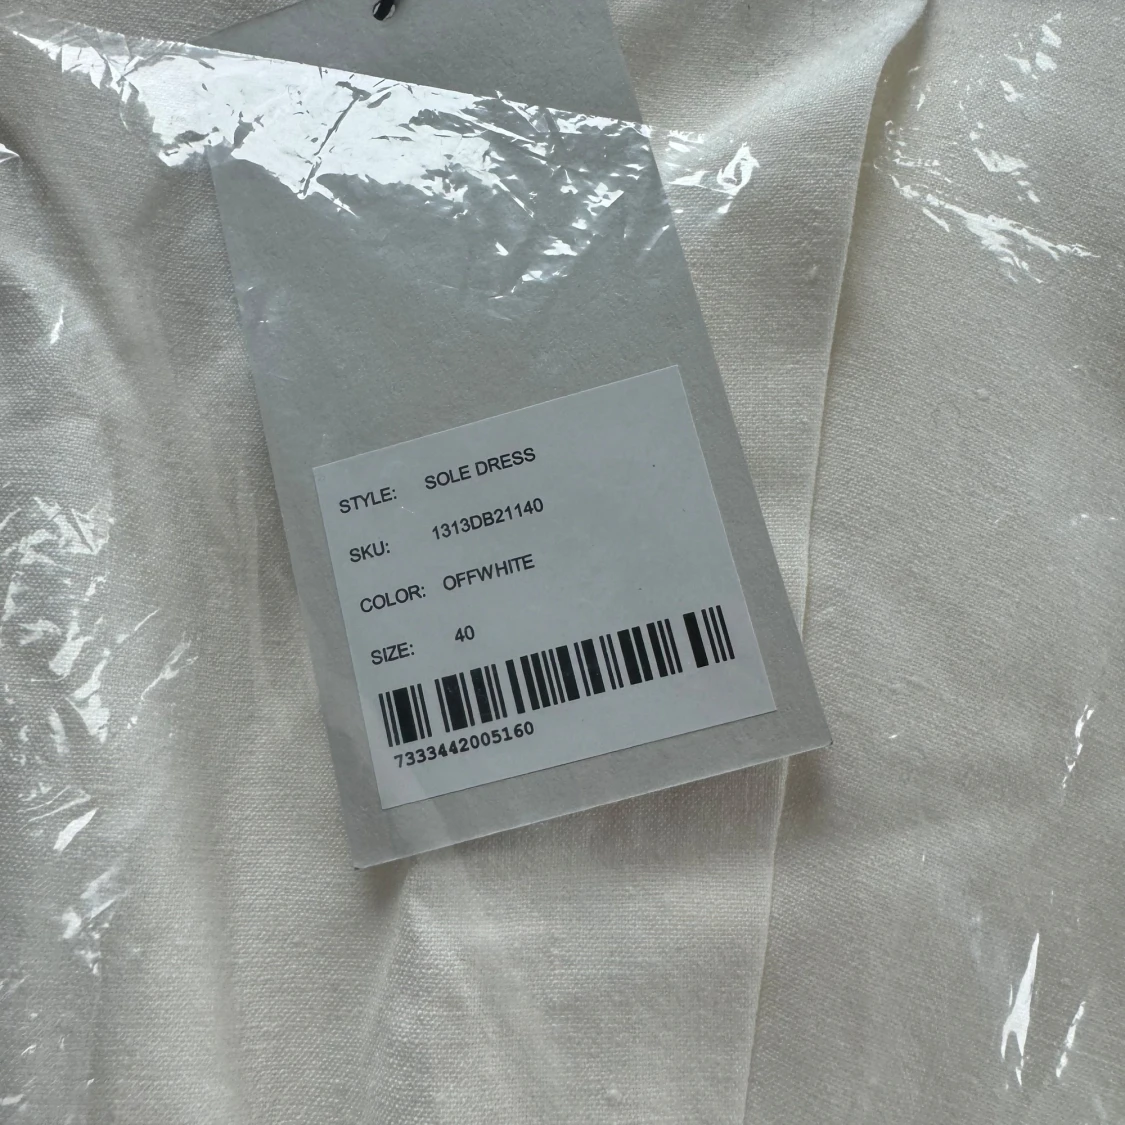 STYLE: SOLE DRESS
SKU: 1313DB21140
COLOR: OFFWHITE
SIZE: 40
7333442005160